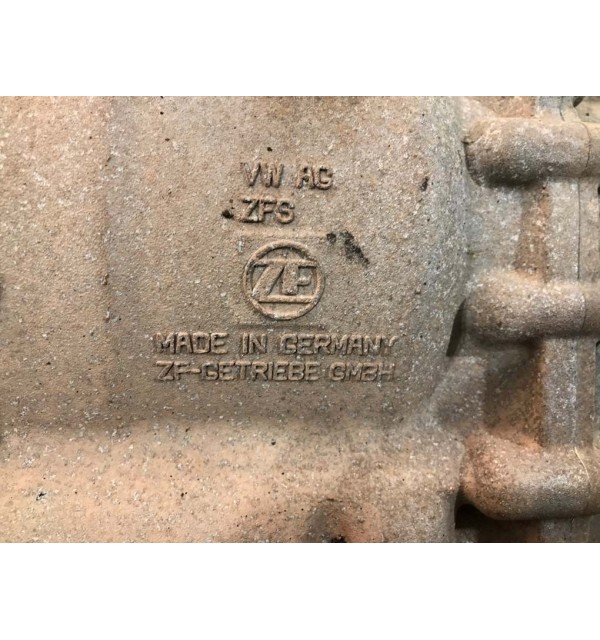 VW AG
ZFS
ZF
MADE IN GERMANY
ZF-GETRIEBE GMBH